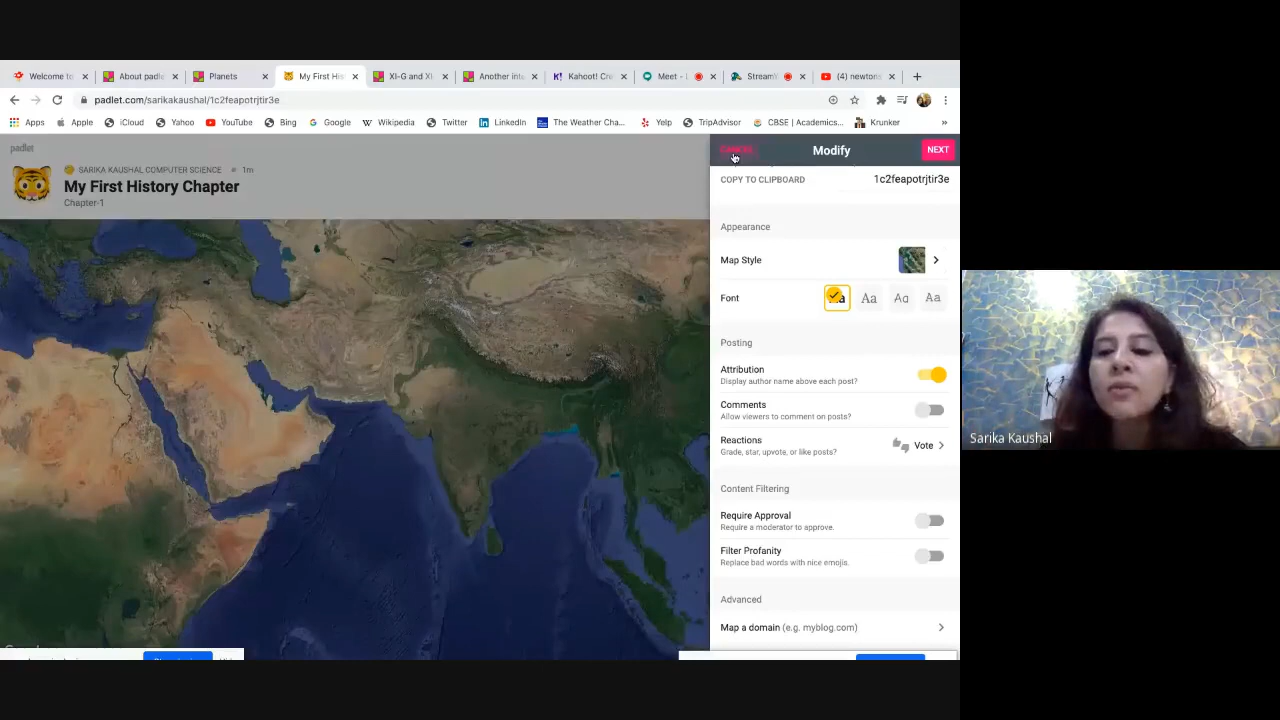 Welcome to
About padle
Planets
My First His
XI-G and XI
Another inte
Kahoot! Cre
Meet - L
StreamY
(4) newtons
padlet.com/sarikakaushal/1c2feapotrjtir3e
Apps
Apple
iCloud
Yahoo
YouTube
Bing
Google
Wikipedia
Twitter
LinkedIn
The Weather Cha...
Yelp
TripAdvisor
CBSE | Academics...
Krunker
»
padlet
SARIKA KAUSHAL COMPUTER SCIENCE 1m
My First History Chapter
Chapter-1
CANCEL
Modify
NEXT
COPY TO CLIPBOARD 1c2feapotrjtir3e
Appearance
Map Style
Font Aa Aa Aa Aa
Posting
Attribution
Display author name above each post?
Comments
Allow viewers to comment on posts?
Reactions
Vote
Grade, star, upvote, or like posts?
Content Filtering
Require Approval
Require a moderator to approve.
Filter Profanity
Replace bad words with nice emojis.
Advanced
Map a domain (e.g. myblog.com)
Sarika Kaushal